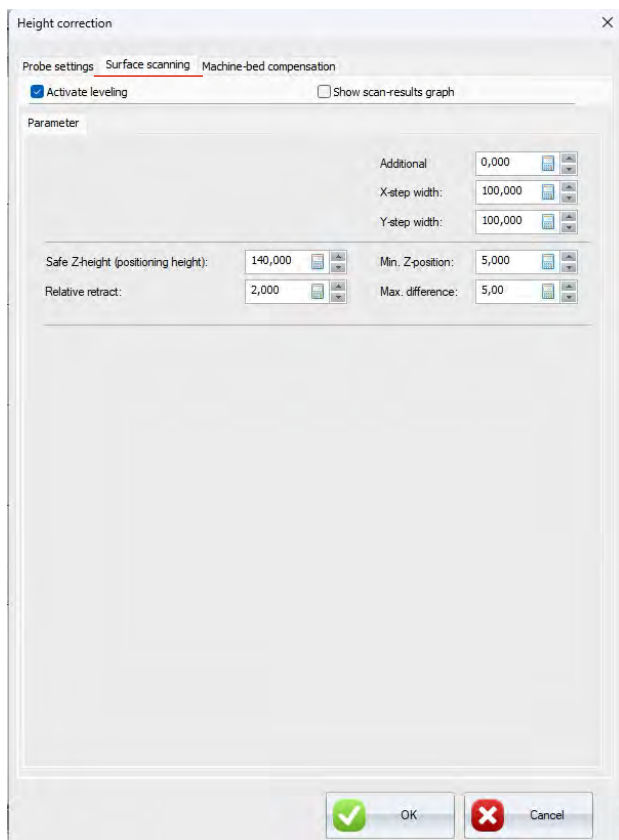 Height correction
Probe settings Surface scanning Machine-bed compensation
Activate leveling Show scan-results graph
Parameter
Additional 0,000
X-step width: 100,000
Y-step width: 100,000
Safe Z-height (positioning height): 140,000 Min. Z-position: 5,000
Relative retract: 2,000 Max. difference: 5,00
OK Cancel